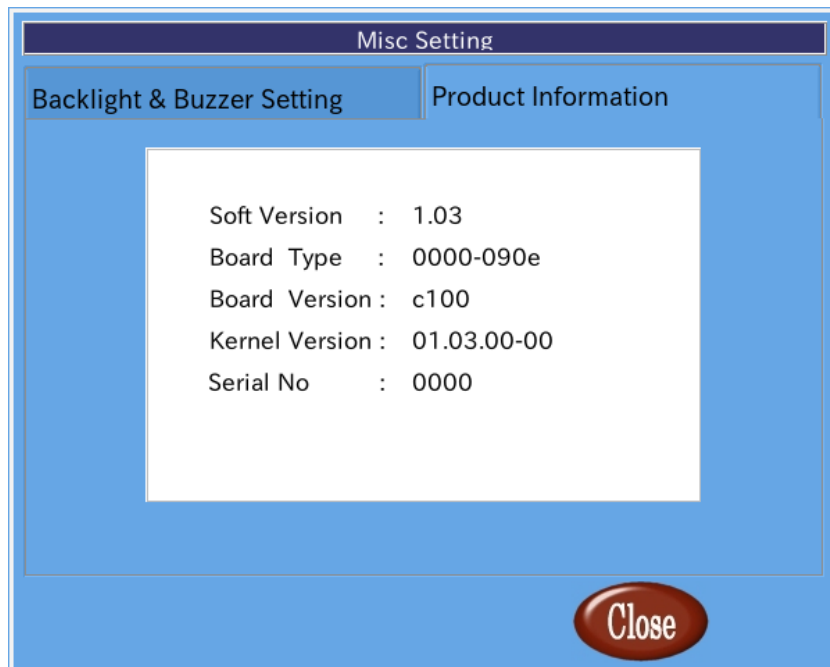 Misc Setting
Backlight & Buzzer Setting
Product Information
Soft Version : 1.03
Board Type : 0000-090e
Board Version : c100
Kernel Version : 01.03.00-00
Serial No : 0000
Close